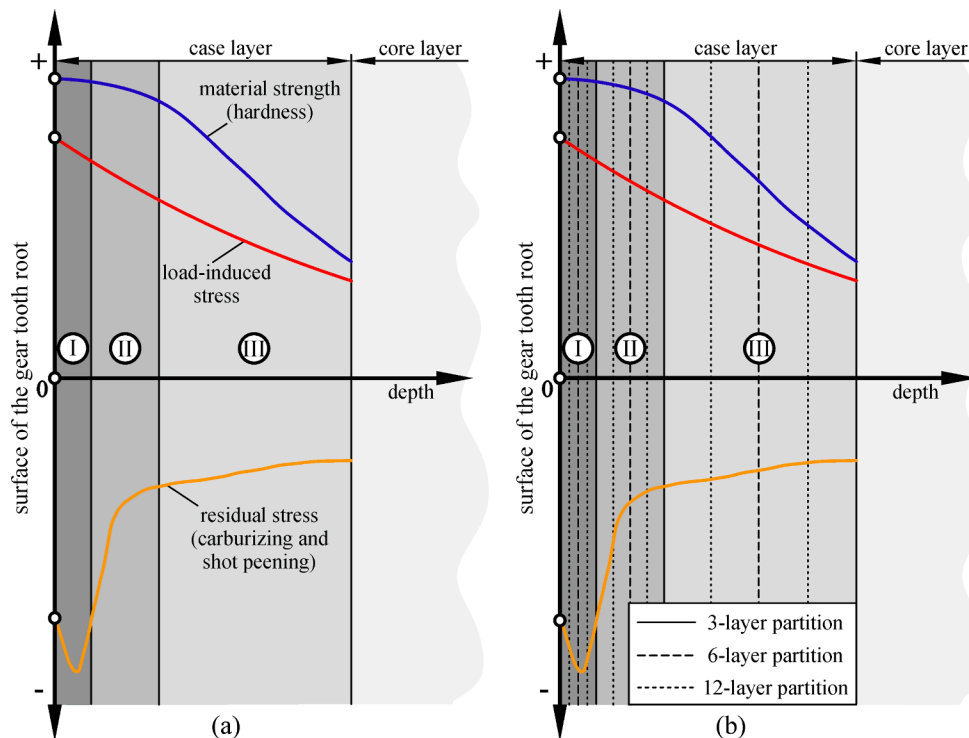 case layer
core layer
+
material strength
(hardness)
load-induced
stress
surface of the gear tooth root
I
II
III
0
depth
residual stress
(carburizing and
shot peening)
-
(a)
case layer
core layer
+
surface of the gear tooth root
I
II
III
0
depth
3-layer partition
6-layer partition
12-layer partition
-
(b)